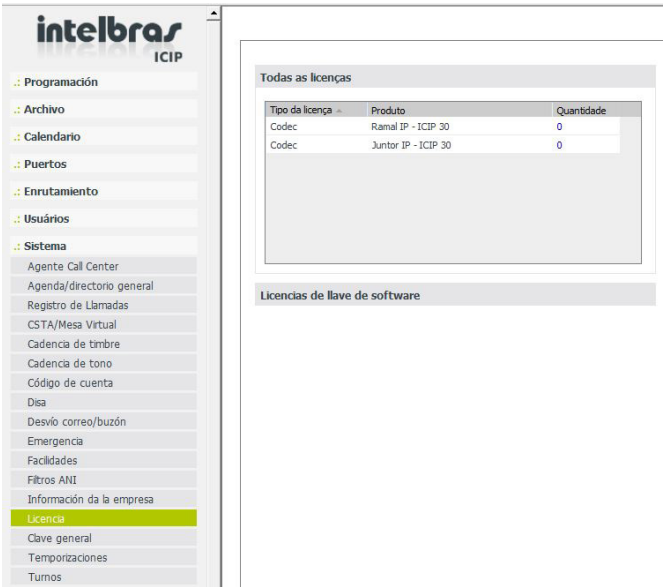 intelbras
ICIP
.: Programación
.: Archivo
.: Calendario
.: Puertos
.: Enrutamiento
.: Usuários
.: Sistema
Agente Call Center
Agenda/directorio general
Registro de Llamadas
CSTA/Mesa Virtual
Cadencia de timbre
Cadencia de tono
Código de cuenta
Disa
Desvío correo/buzón
Emergencia
Facilidades
Filtros ANI
Información da la empresa
Licencia
Clave general
Temporizaciones
Turnos
Todas as licenças
Tipo da licença Produto Quantidade
Codec Ramal IP - ICIP 30 0
Codec Juntor IP - ICIP 30 0
Licencias de llave de software